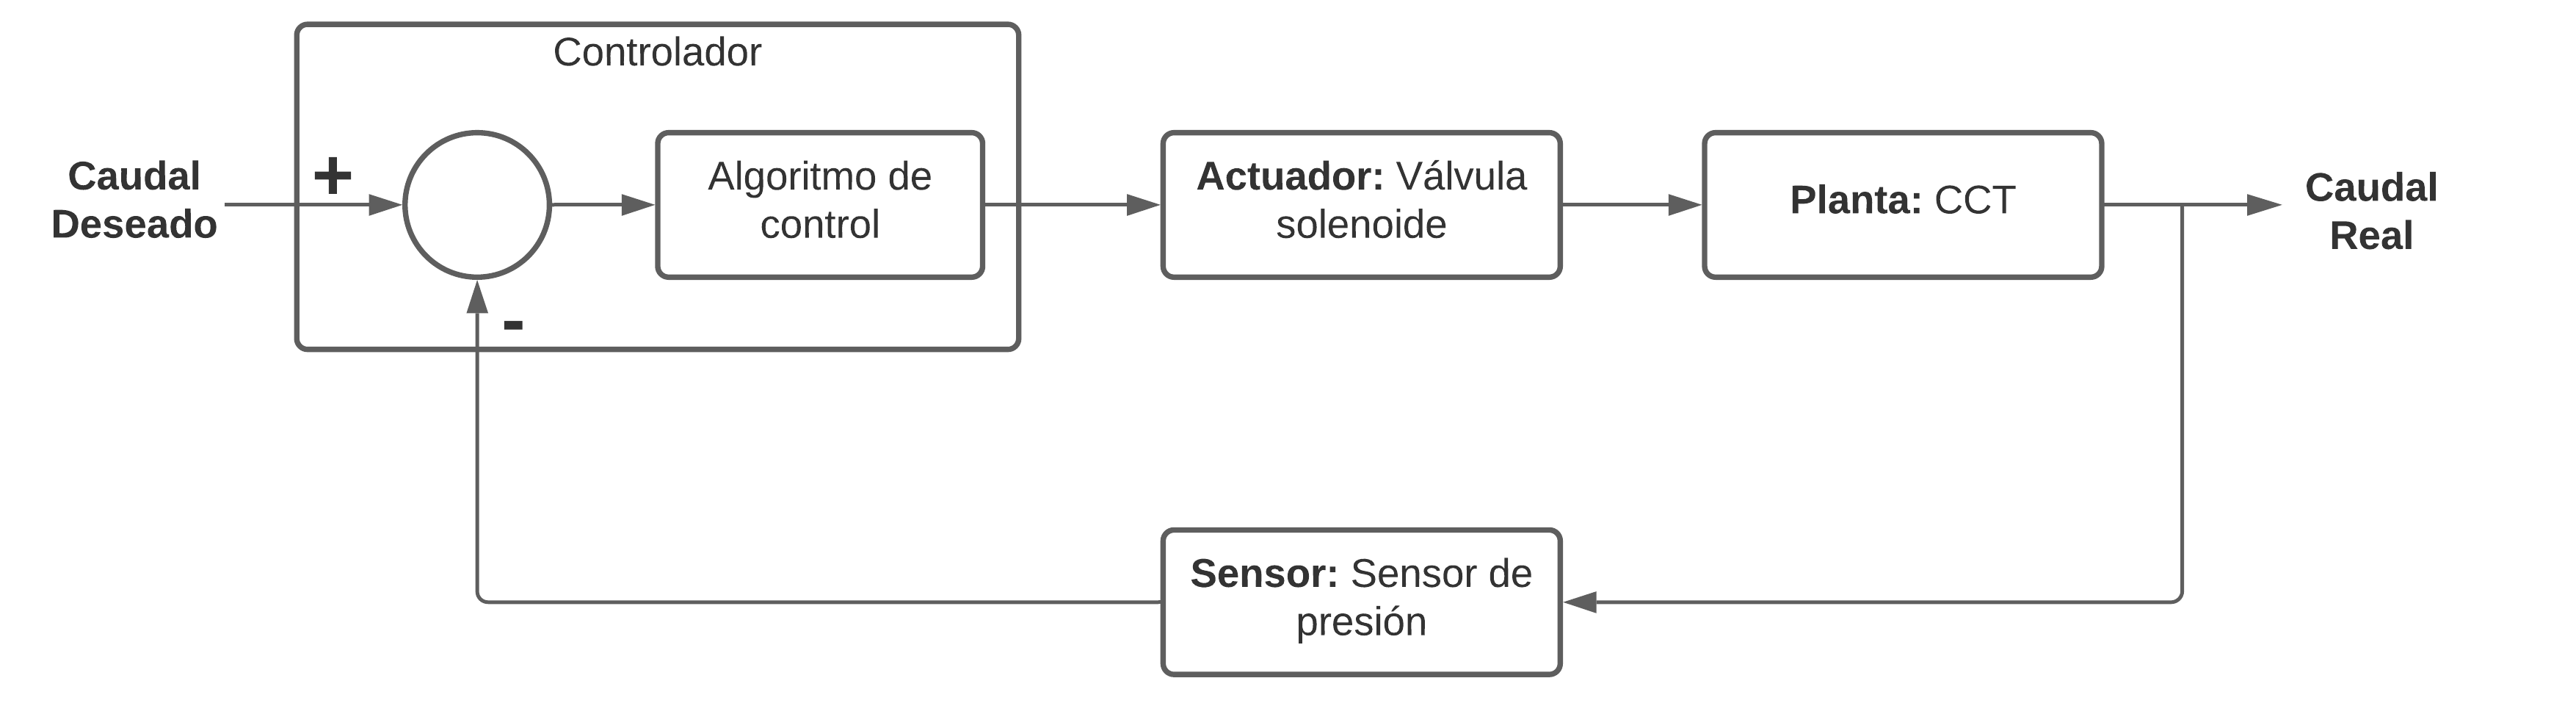 Controlador
Caudal
Deseado
+
-
Algoritmo de
control
Actuador: Válvula
solenoide
Planta: CCT
Caudal
Real
Sensor: Sensor de
presión